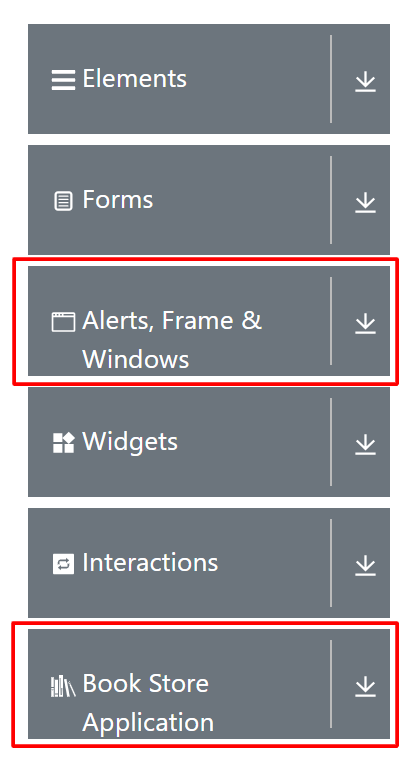 Elements
Forms
Alerts, Frame &
Windows
Widgets
Interactions
Book Store
Application